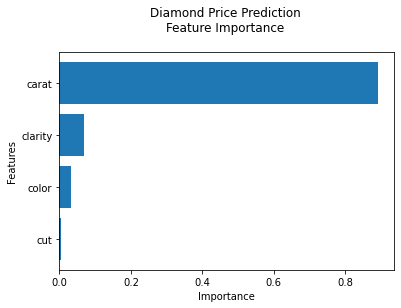 Diamond Price Prediction
Feature Importance
carat
clarity
color
cut
Features
0.0
0.2
0.4
0.6
0.8
Importance